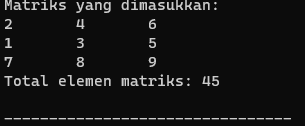 Matriks yang dimasukkan:
2 4 6
1 3 5
7 8 9
Total elemen matriks: 45
--------------------------------